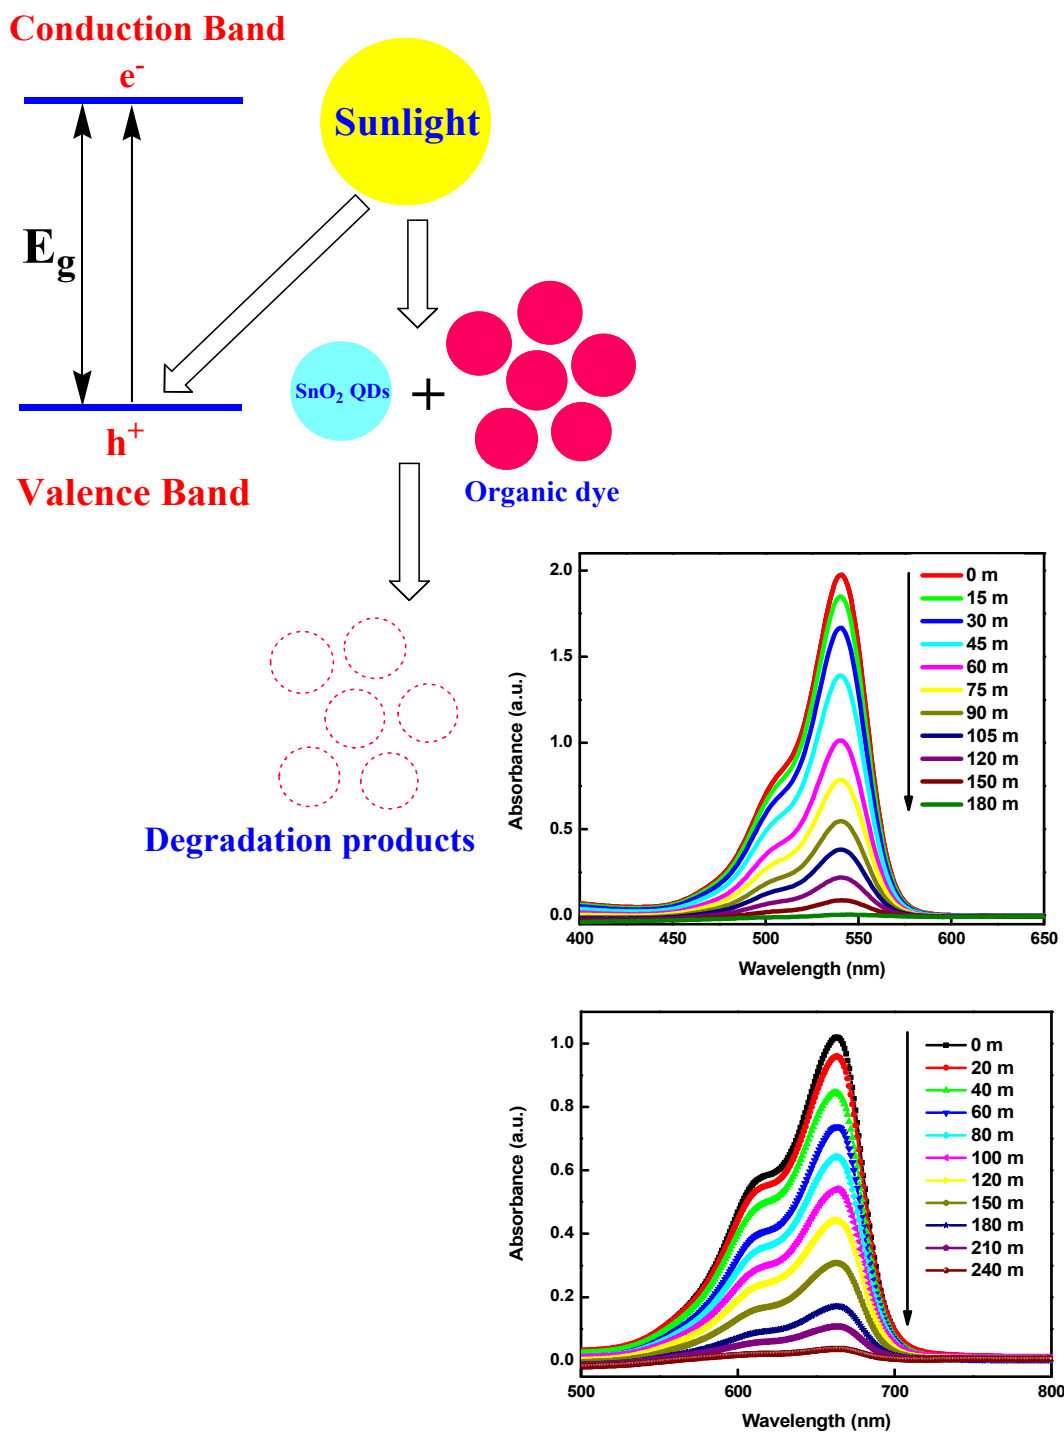 Conduction Band
e⁻
Sunlight
E₉
h⁺
Valence Band
SnO₂ QDs
+
Organic dye
Degradation products
2.0
1.5
1.0
0.5
0.0
Absorbance (a.u.)
0 m
15 m
30 m
45 m
60 m
75 m
90 m
105 m
120 m
150 m
180 m
400 450 500 550 600 650
Wavelength (nm)
1.0
0.8
0.6
0.4
0.2
0.0
Absorbance (a.u.)
0 m
20 m
40 m
60 m
80 m
100 m
120 m
150 m
180 m
210 m
240 m
500 600 700 800
Wavelength (nm)